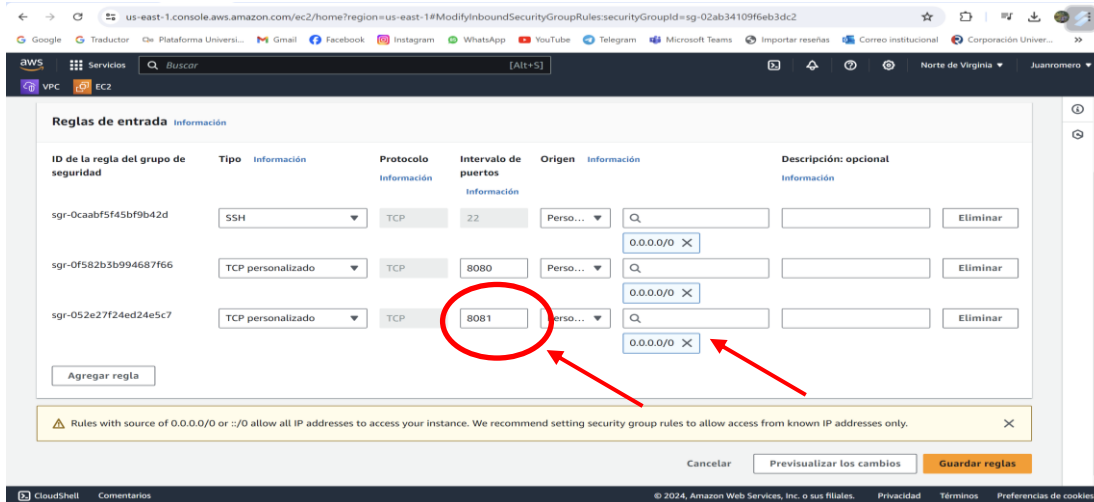 us-east-1.console.aws.amazon.com/ec2/home?region=us-east-1#ModifyInboundSecurityGroupRules:securityGroupId=sg-02ab34109f6eb3dc2
Google Traductor Plataforma Universi... Gmail Facebook Instagram WhatsApp YouTube Telegram Microsoft Teams Importar reseñas Correo institucional Corporación Univer... »
aws Servicios Buscar [Alt+S] Norte de Virginia Juanromero
VPC EC2
Reglas de entrada Información
ID de la regla del grupo de seguridad
Tipo Información
Protocolo Información
Intervalo de puertos Información
Origen Información
Descripción: opcional Información
sgr-0caabf5f45bf9b42d SSH TCP 22 Perso... Eliminar
0.0.0.0/0
sgr-0f582b3b994687f66 TCP personalizado TCP 8080 Perso... Eliminar
0.0.0.0/0
sgr-052e27f24ed24e5c7 TCP personalizado TCP 8081 Perso... Eliminar
0.0.0.0/0
Agregar regla
Rules with source of 0.0.0.0/0 or ::/0 allow all IP addresses to access your instance. We recommend setting security group rules to allow access from known IP addresses only.
Cancelar Previsualizar los cambios Guardar reglas
CloudShell Comentarios © 2024, Amazon Web Services, Inc. o sus filiales. Privacidad Términos Preferencias de cookies